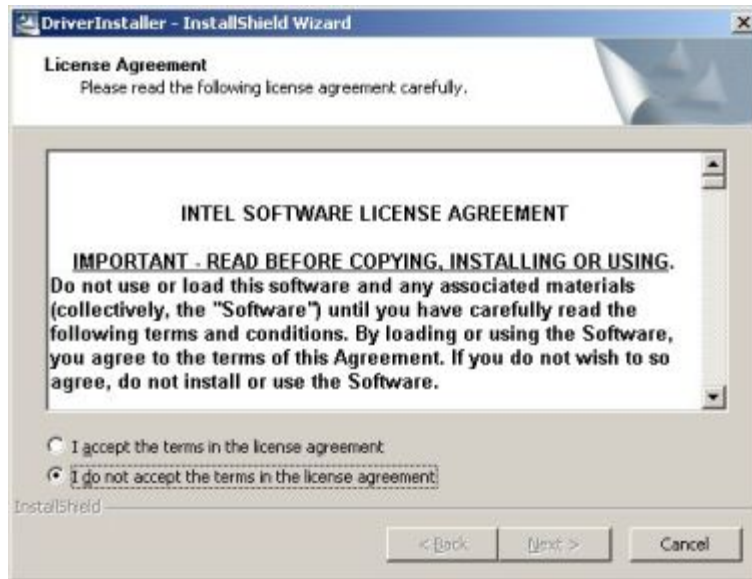 DriverInstaller - InstallShield Wizard
License Agreement
Please read the following license agreement carefully.
INTEL SOFTWARE LICENSE AGREEMENT
IMPORTANT - READ BEFORE COPYING, INSTALLING OR USING.
Do not use or load this software and any associated materials
(collectively, the "Software") until you have carefully read the
following terms and conditions. By loading or using the Software,
you agree to the terms of this Agreement. If you do not wish to so
agree, do not install or use the Software.
I accept the terms in the license agreement
I do not accept the terms in the license agreement
InstallShield
< Back Next > Cancel